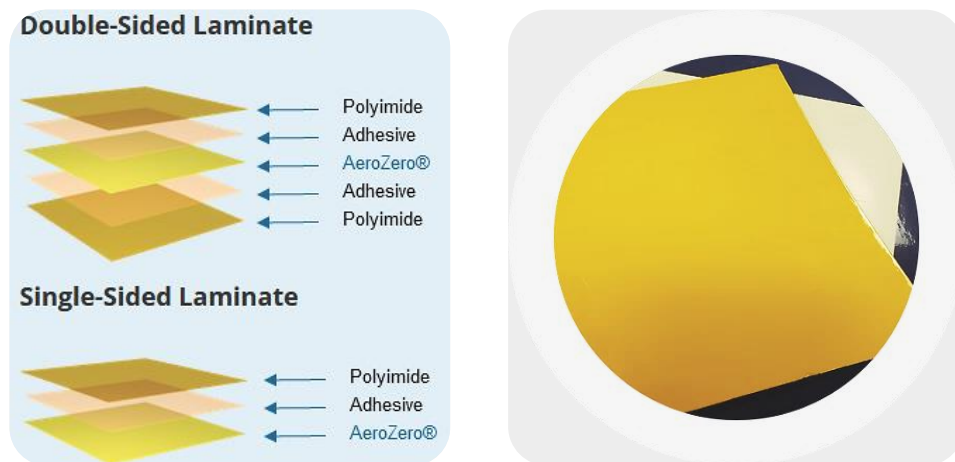 Double-Sided Laminate
Polyimide
Adhesive
AeroZero®
Adhesive
Polyimide
Single-Sided Laminate
Polyimide
Adhesive
AeroZero®